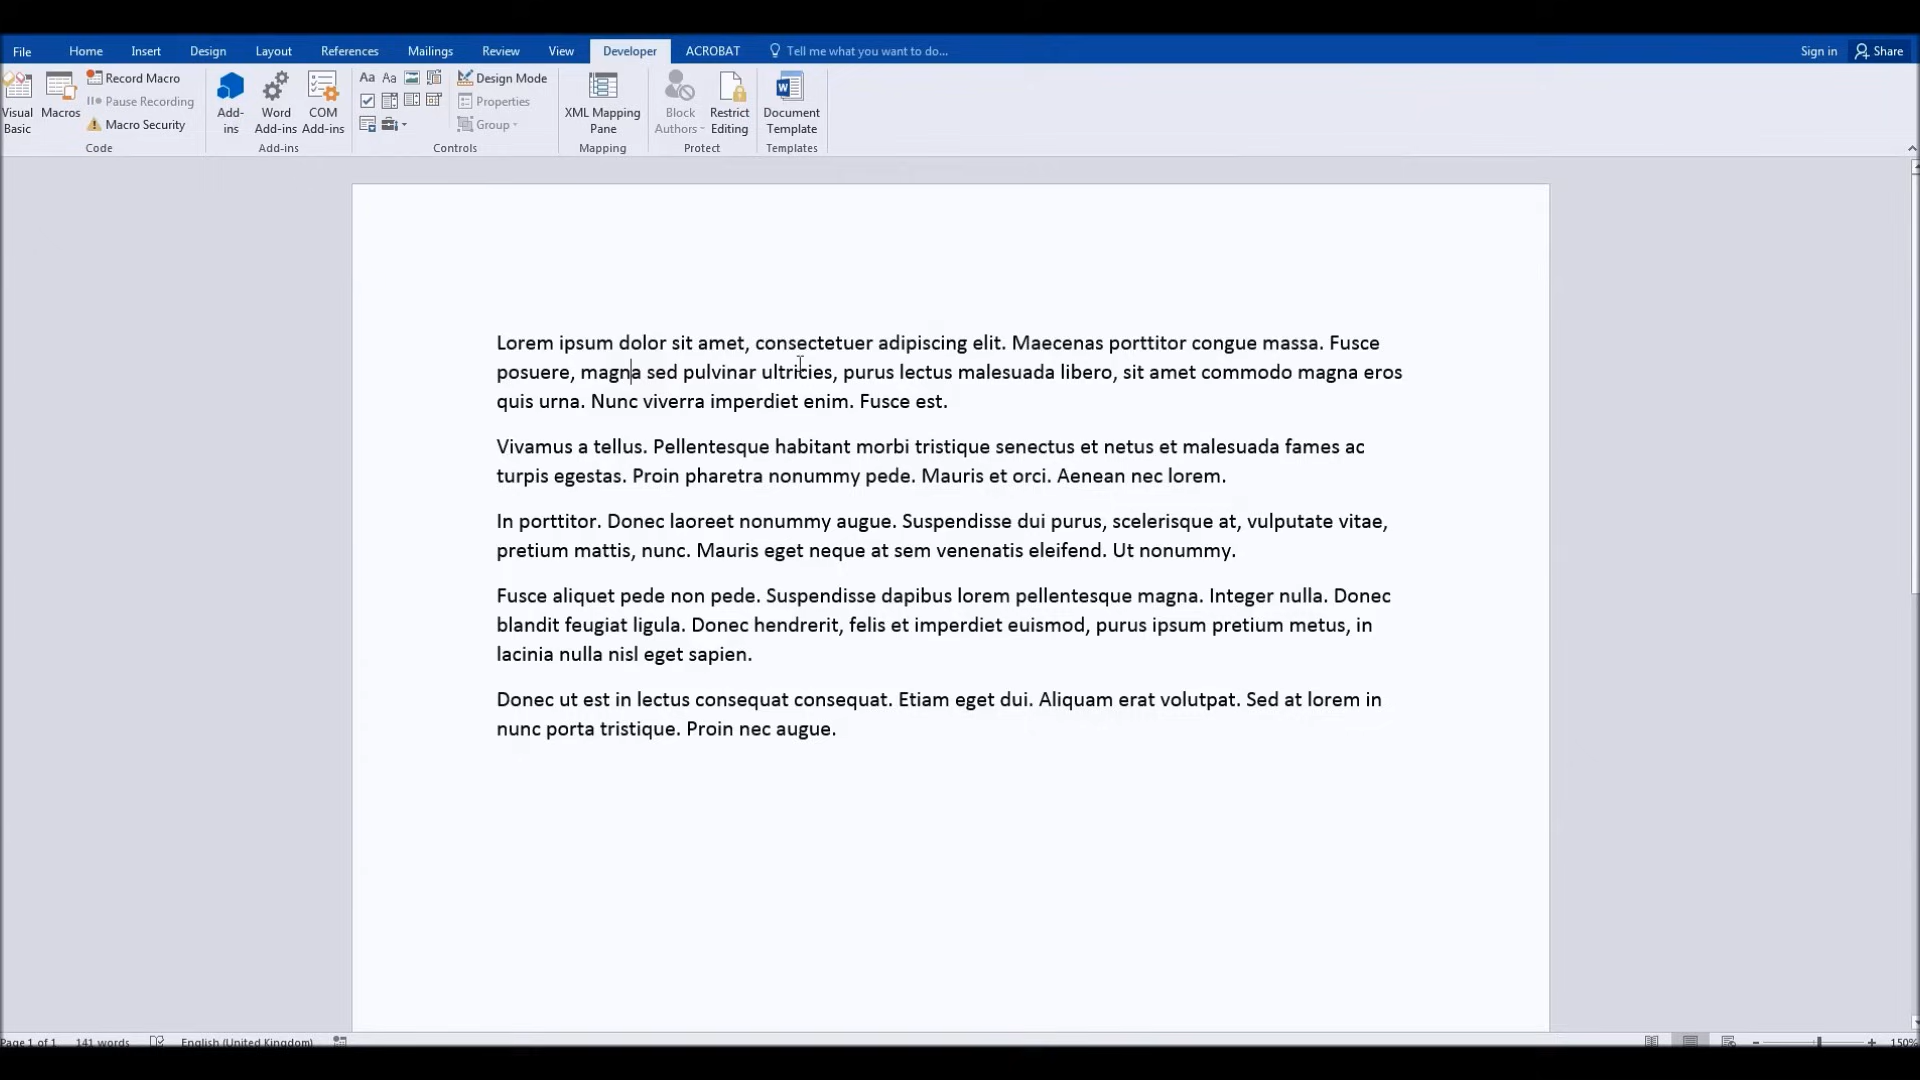 File Home Insert Design Layout References Mailings Review View Developer ACROBAT Tell me what you want to do... Sign in Share
Visual Basic
Macros
Record Macro
Pause Recording
Macro Security
Code
Add-ins
Word Add-ins
COM Add-ins
Add-ins
Aa Aa
Design Mode
Properties
Group
Controls
XML Mapping Pane
Mapping
Block Authors
Restrict Editing
Protect
Document Template
Templates
Lorem ipsum dolor sit amet, consectetuer adipiscing elit. Maecenas porttitor congue massa. Fusce
posuere, magna sed pulvinar ultricies, purus lectus malesuada libero, sit amet commodo magna eros
quis urna. Nunc viverra imperdiet enim. Fusce est.
Vivamus a tellus. Pellentesque habitant morbi tristique senectus et netus et malesuada fames ac
turpis egestas. Proin pharetra nonummy pede. Mauris et orci. Aenean nec lorem.
In porttitor. Donec laoreet nonummy augue. Suspendisse dui purus, scelerisque at, vulputate vitae,
pretium mattis, nunc. Mauris eget neque at sem venenatis eleifend. Ut nonummy.
Fusce aliquet pede non pede. Suspendisse dapibus lorem pellentesque magna. Integer nulla. Donec
blandit feugiat ligula. Donec hendrerit, felis et imperdiet euismod, purus ipsum pretium metus, in
lacinia nulla nisl eget sapien.
Donec ut est in lectus consequat consequat. Etiam eget dui. Aliquam erat volutpat. Sed at lorem in
nunc porta tristique. Proin nec augue.
Page 1 of 1 141 words English (United Kingdom) 150%